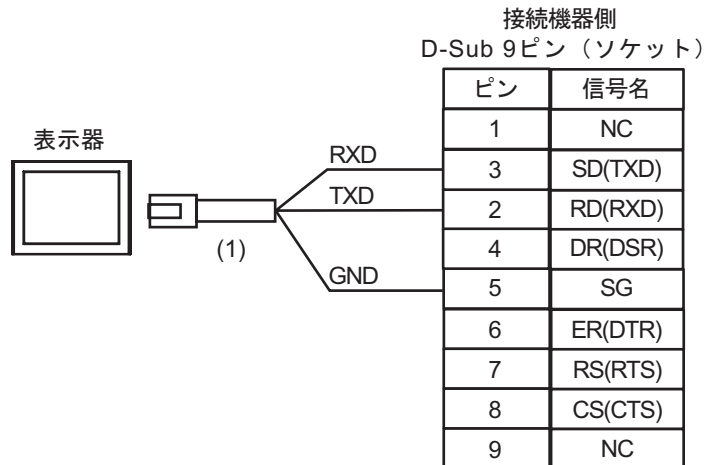 接続機器側
D-Sub 9ピン（ソケット）
ピン 信号名
1 NC
表示器
RXD
3 SD(TXD)
TXD
2 RD(RXD)
(1)
4 DR(DSR)
GND
5 SG
6 ER(DTR)
7 RS(RTS)
8 CS(CTS)
9 NC